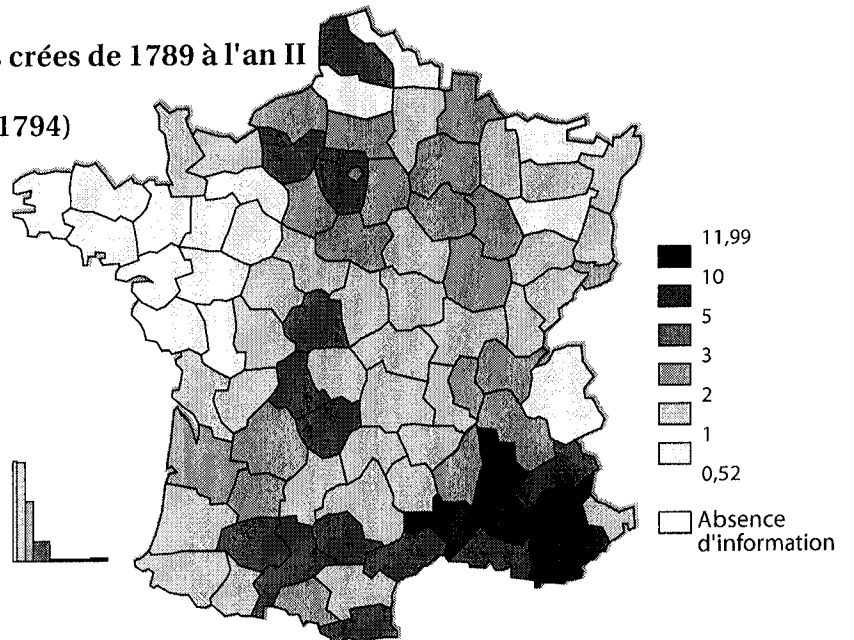 crées de 1789 à l'an II
1794)
11,99
10
5
3
2
1
0,52
Absence
d'information